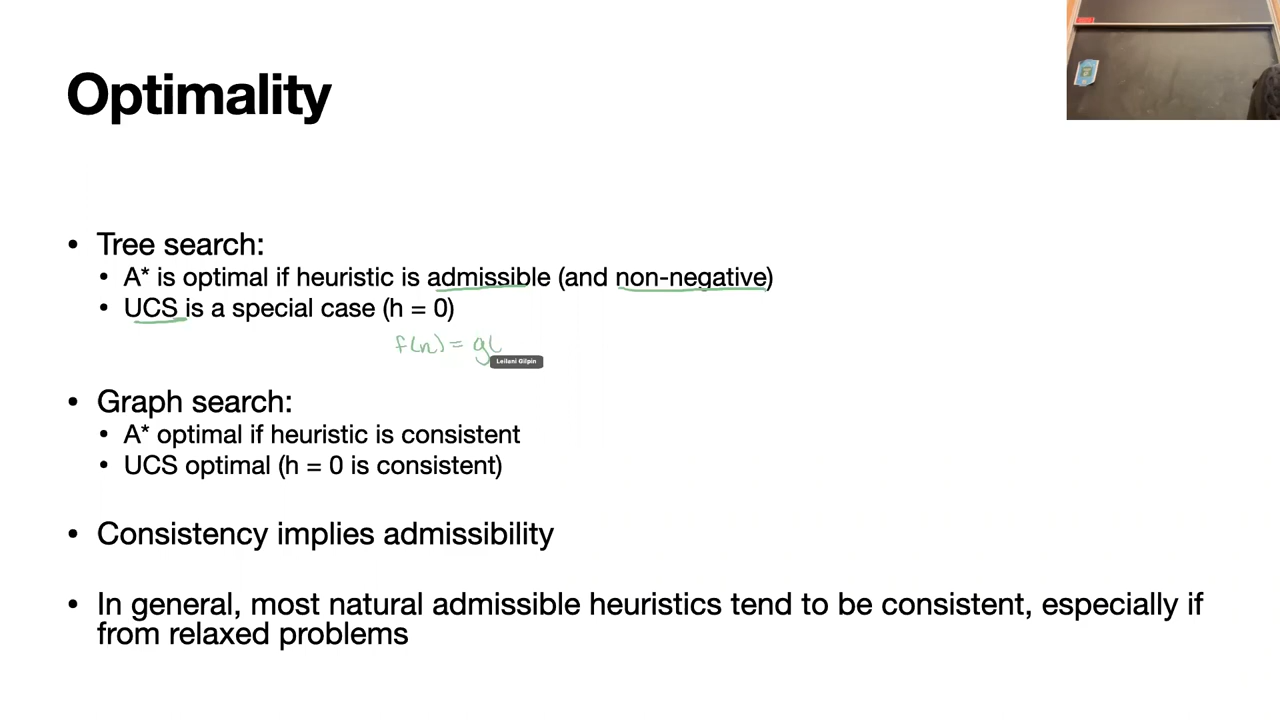 Optimality
• Tree search:
• A* is optimal if heuristic is admissible (and non-negative)
• UCS is a special case (h = 0)
f(n) = g(
Leilani Gilpin
• Graph search:
• A* optimal if heuristic is consistent
• UCS optimal (h = 0 is consistent)
• Consistency implies admissibility
• In general, most natural admissible heuristics tend to be consistent, especially if
from relaxed problems